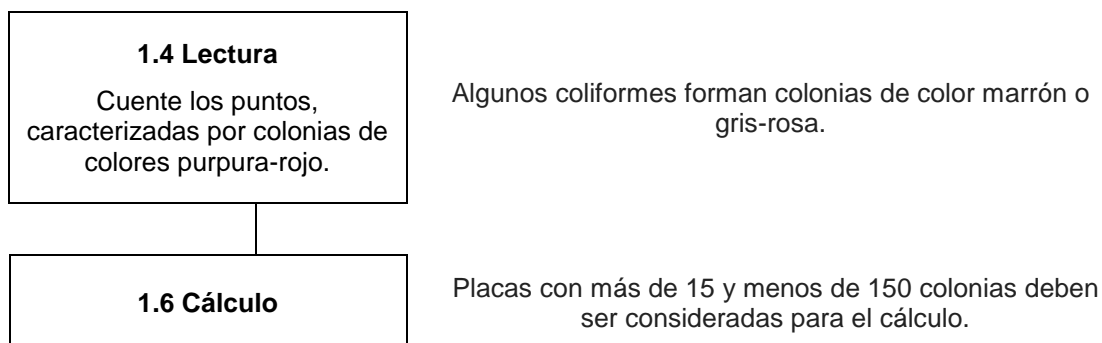 1.4 Lectura
Cuente los puntos,
caracterizadas por colonias de
colores purpura-rojo.
Algunos coliformes forman colonias de color marrón o
gris-rosa.
1.6 Cálculo
Placas con más de 15 y menos de 150 colonias deben
ser consideradas para el cálculo.